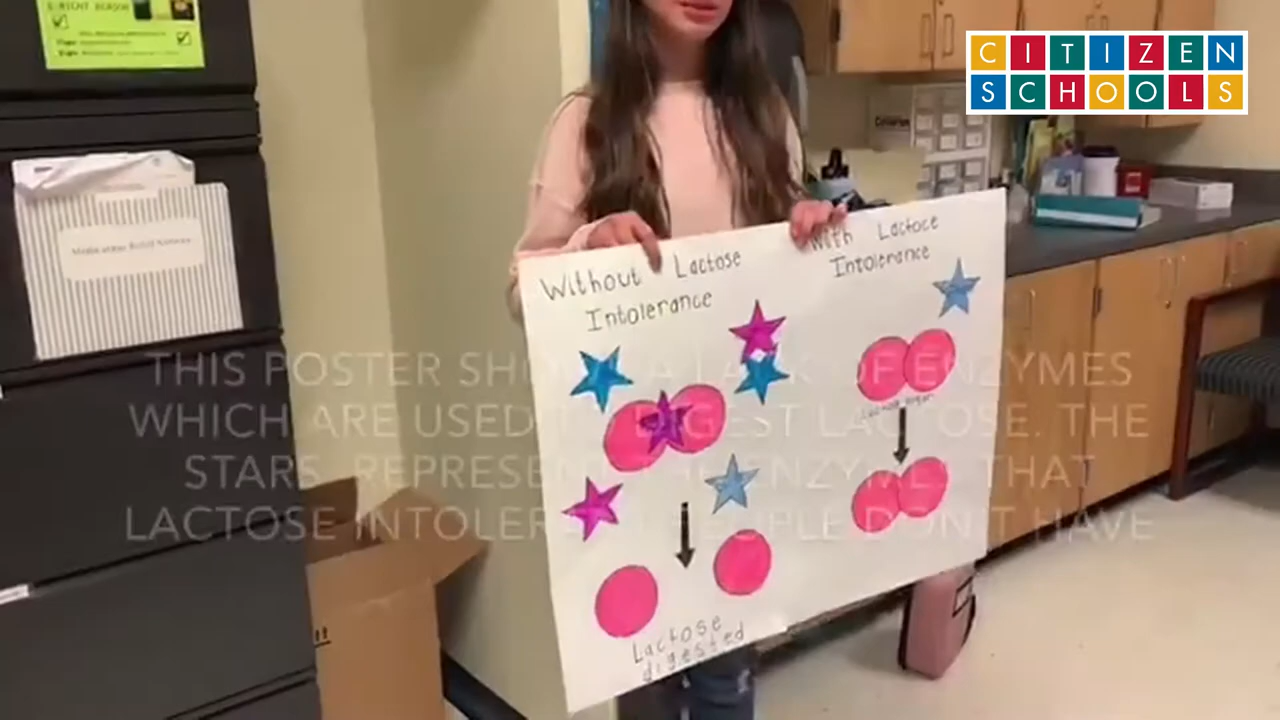 CITIZEN
SCHOOLS
Without Lactose
Intolerance
With Lactoce
Intolerance
Lactose
digested
THIS POSTER SHOWS A LACK OF ENZYMES
WHICH ARE USED TO DIGEST LACTOSE. THE
STARS REPRESENT THE ENZYMES THAT
LACTOSE INTOLERANT PEOPLE DON'T HAVE